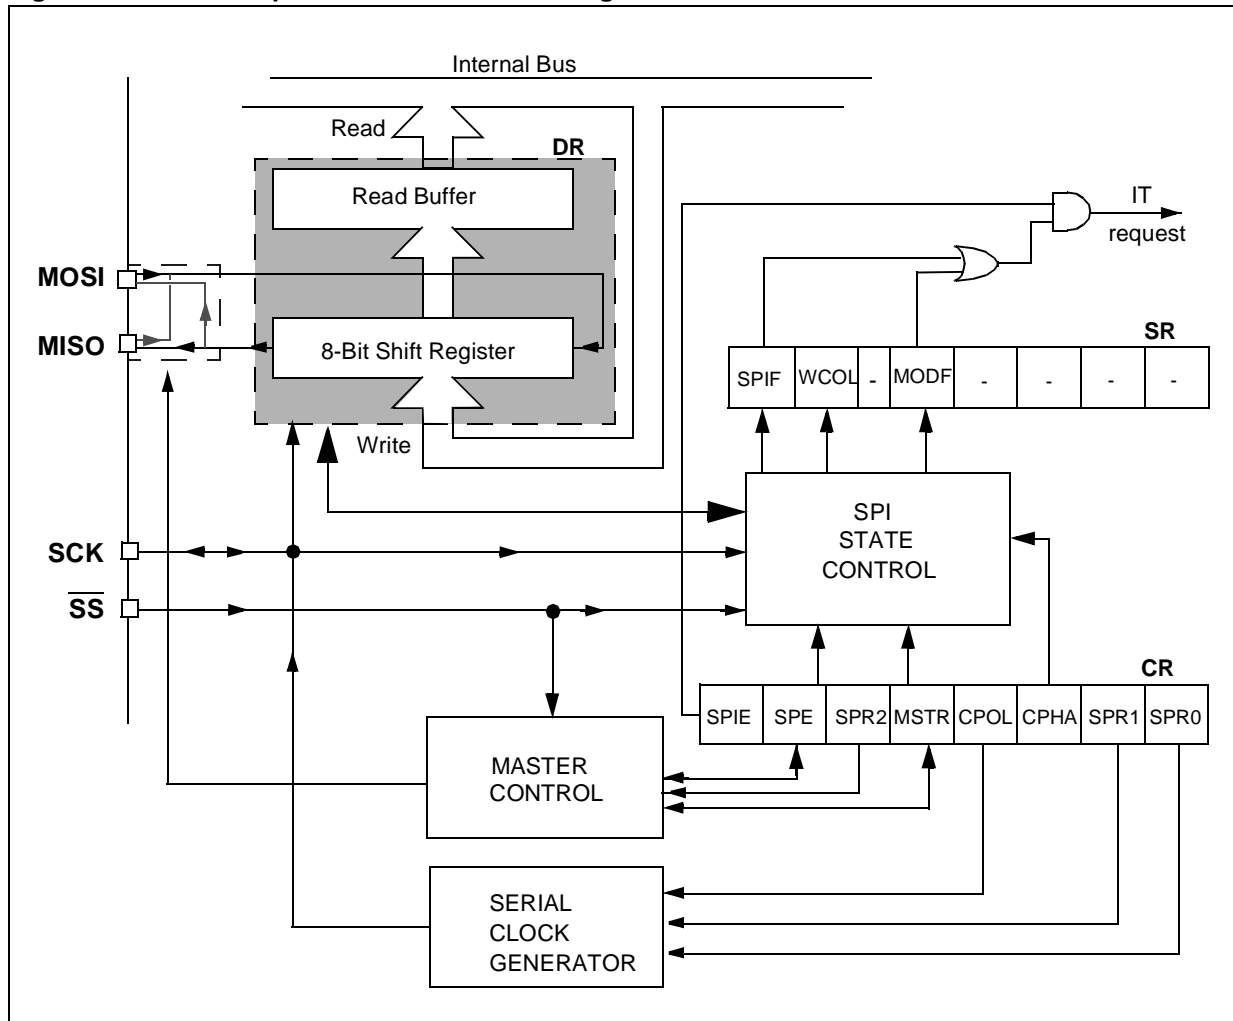 Internal Bus
Read
DR
Read Buffer
IT
request
MOSI
MISO
8-Bit Shift Register
SR
SPIF WCOL - MODF - - - -
Write
SPI
STATE
CONTROL
SCK
SS
CR
SPIE SPE SPR2 MSTR CPOL CPHA SPR1 SPR0
MASTER
CONTROL
SERIAL
CLOCK
GENERATOR